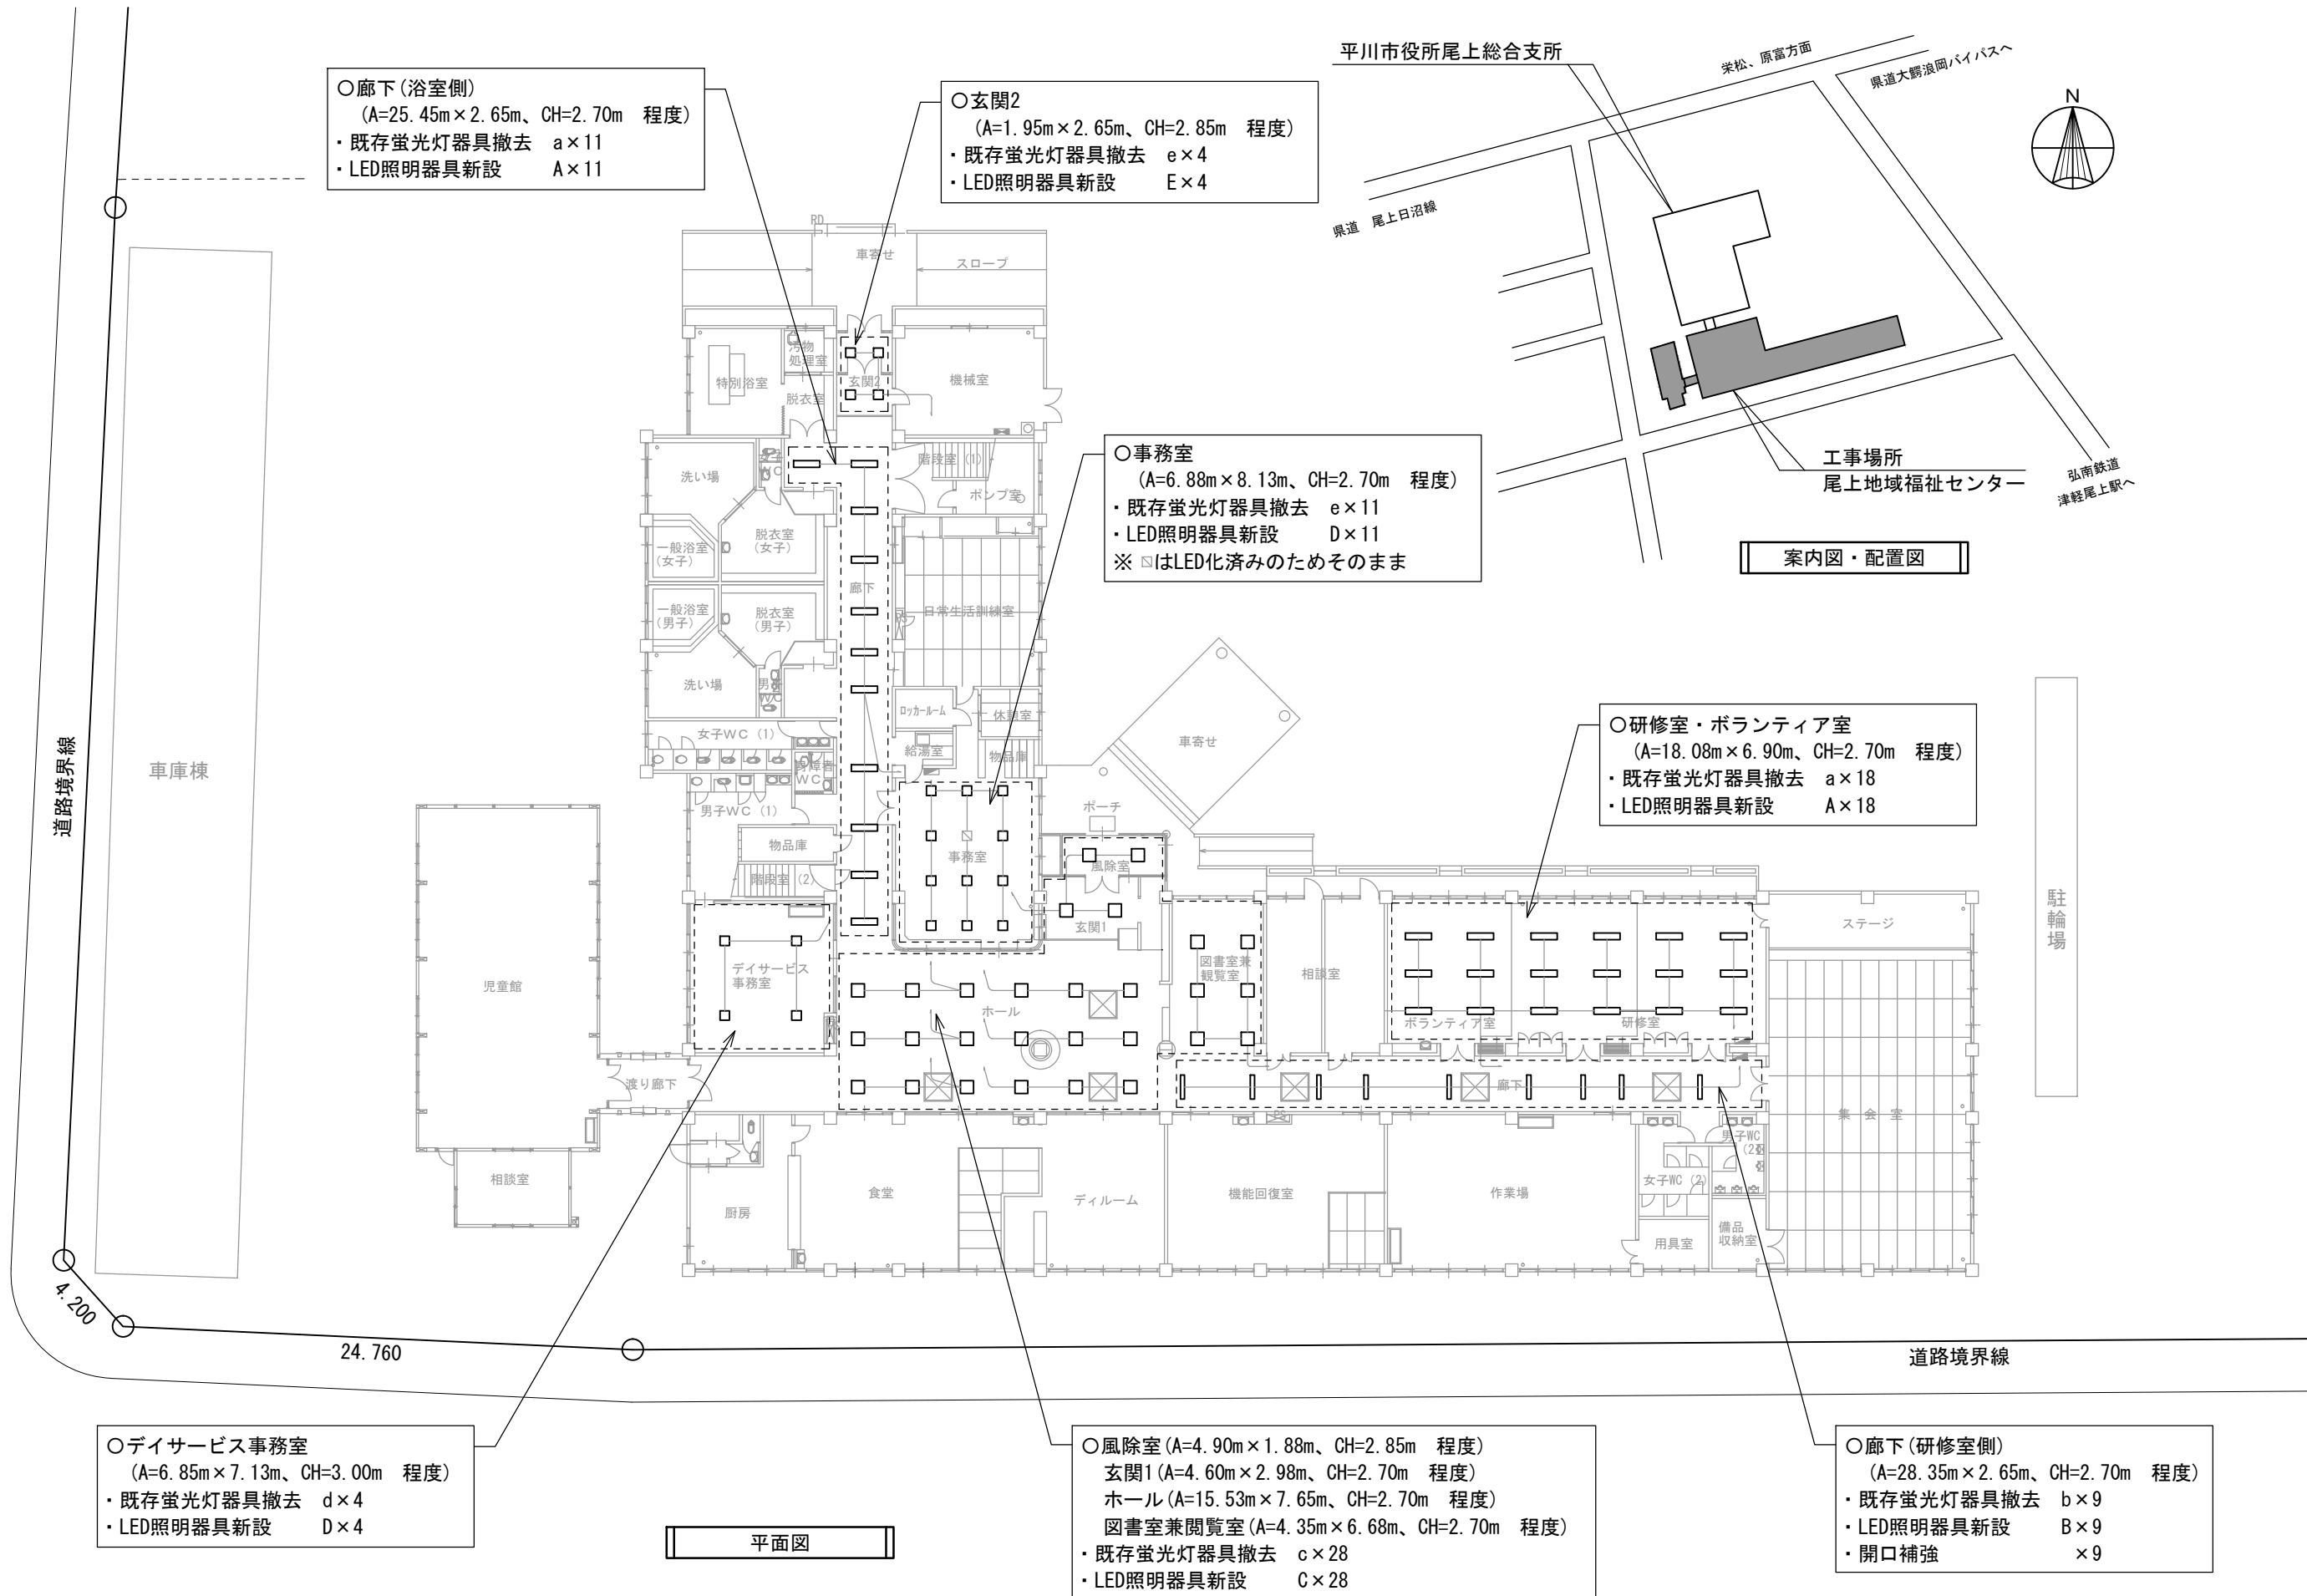 ○廊下(浴室側)
(A=25.45m×2.65m、CH=2.70m 程度)
・既存蛍光灯器具撤去 a×11
・LED照明器具新設 A×11
○玄関2
(A=1.95m×2.65m、CH=2.85m 程度)
・既存蛍光灯器具撤去 e×4
・LED照明器具新設 E×4
平川市役所尾上総合支所
栄松、原富方面
県道大鰐浪岡バイパスへ
N
県道 尾上日沼線
工事場所
尾上地域福祉センター
弘南鉄道
津軽尾上駅へ
案内図・配置図
○事務室
(A=6.88m×8.13m、CH=2.70m 程度)
・既存蛍光灯器具撤去 e×11
・LED照明器具新設 D×11
※ はLED化済みのためそのまま
○研修室・ボランティア室
(A=18.08m×6.90m、CH=2.70m 程度)
・既存蛍光灯器具撤去 a×18
・LED照明器具新設 A×18
RD
車寄せ
スロープ
汚物
処理室
特別浴室
脱衣室
玄関2
機械室
洗い場
女子
WC
階段室(1)
ポンプ室
一般浴室
(女子)
脱衣室
(女子)
廊下
一般浴室
(男子)
脱衣室
(男子)
PS
日常生活訓練室
洗い場
男子
WC
ロッカールーム
休憩室
女子WC(1)
給湯室
物品庫
車寄せ
身障者
WC
男子WC(1)
ポーチ
物品庫
事務室
風除室
階段室(2)
玄関1
道路境界線
車庫棟
児童館
デイサービス
事務室
ホール
図書室兼
観覧室
相談室
ボランティア室
研修室
ステージ
駐輪場
渡り廊下
廊下
PS
集会室
相談室
厨房
食堂
ディルーム
機能回復室
作業場
女子WC(2)
男子WC
(2)
用具室
備品
収納室
4.200
24.760
道路境界線
○デイサービス事務室
(A=6.85m×7.13m、CH=3.00m 程度)
・既存蛍光灯器具撤去 d×4
・LED照明器具新設 D×4
平面図
○風除室(A=4.90m×1.88m、CH=2.85m 程度)
玄関1(A=4.60m×2.98m、CH=2.70m 程度)
ホール(A=15.53m×7.65m、CH=2.70m 程度)
図書室兼閲覧室(A=4.35m×6.68m、CH=2.70m 程度)
・既存蛍光灯器具撤去 c×28
・LED照明器具新設 C×28
○廊下(研修室側)
(A=28.35m×2.65m、CH=2.70m 程度)
・既存蛍光灯器具撤去 b×9
・LED照明器具新設 B×9
・開口補強 ×9